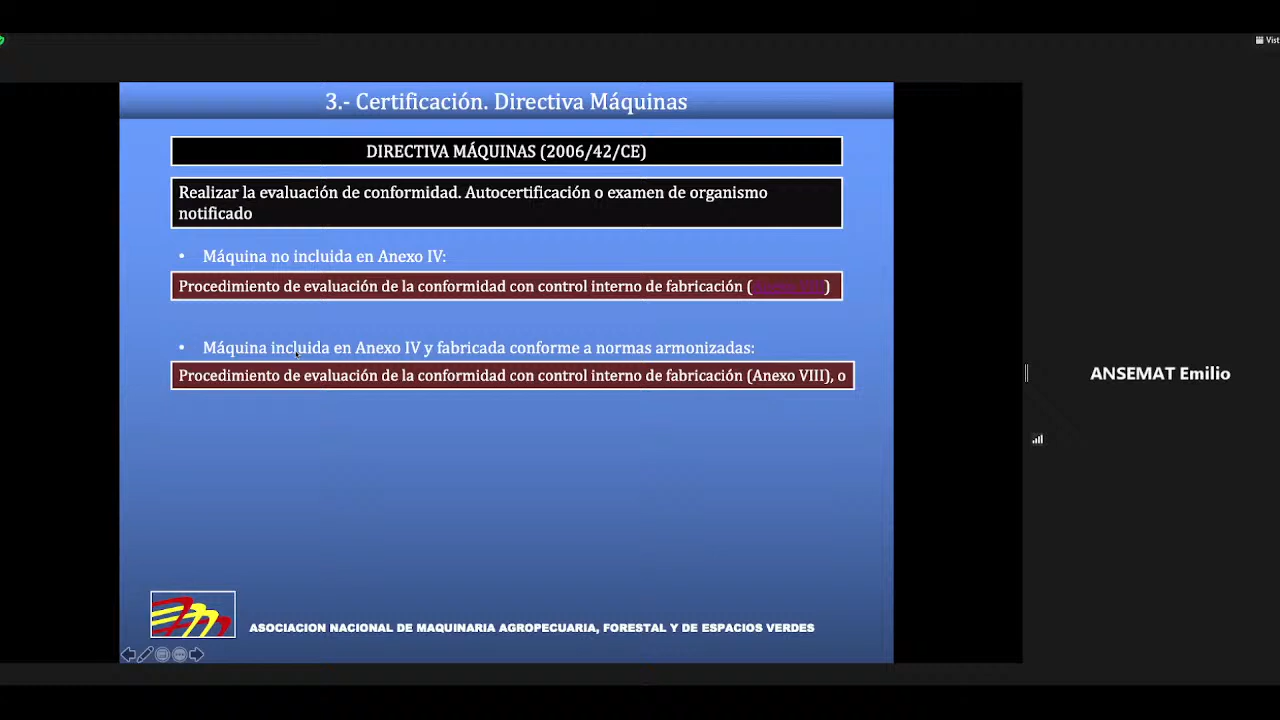 Vist
3.- Certificación. Directiva Máquinas
DIRECTIVA MÁQUINAS (2006/42/CE)
Realizar la evaluación de conformidad. Autocertificación o examen de organismo
notificado
• Máquina no incluida en Anexo IV:
Procedimiento de evaluación de la conformidad con control interno de fabricación ( )
• Máquina incluida en Anexo IV y fabricada conforme a normas armonizadas:
Procedimiento de evaluación de la conformidad con control interno de fabricación (Anexo VIII), o
ANSEMAT Emilio
ASOCIACION NACIONAL DE MAQUINARIA AGROPECUARIA, FORESTAL Y DE ESPACIOS VERDES